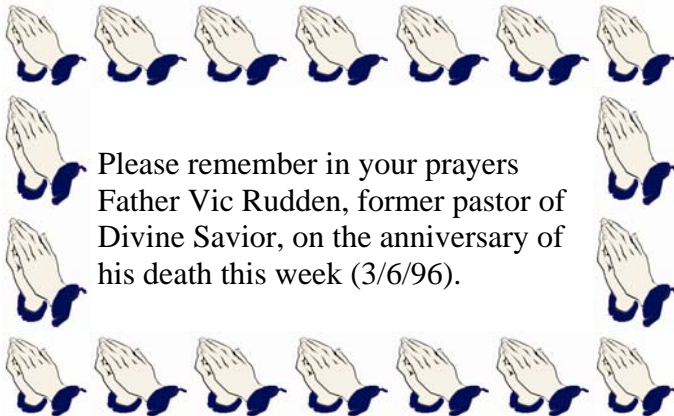 Please remember in your prayers
Father Vic Rudden, former pastor of
Divine Savior, on the anniversary of
his death this week (3/6/96).